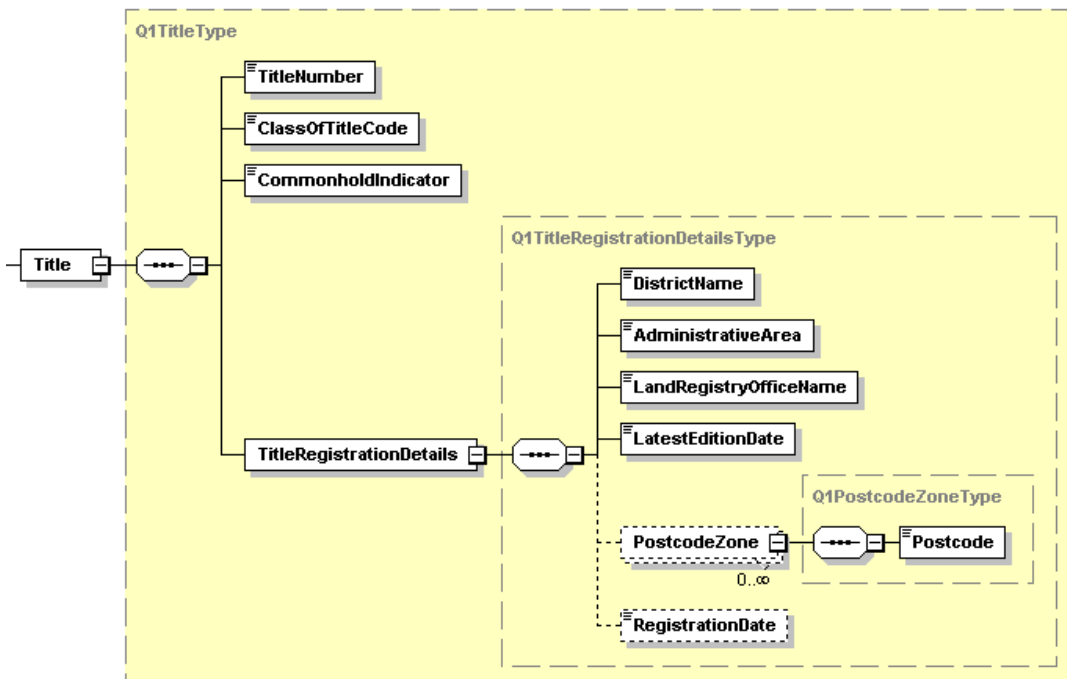 Q1TitleType
TitleNumber
ClassOfTitleCode
CommonholdIndicator
Q1TitleRegistrationDetailsType
Title
DistrictName
AdministrativeArea
LandRegistryOfficeName
LatestEditionDate
TitleRegistrationDetails
Q1PostcodeZoneType
PostcodeZone
Postcode
0..∞
RegistrationDate